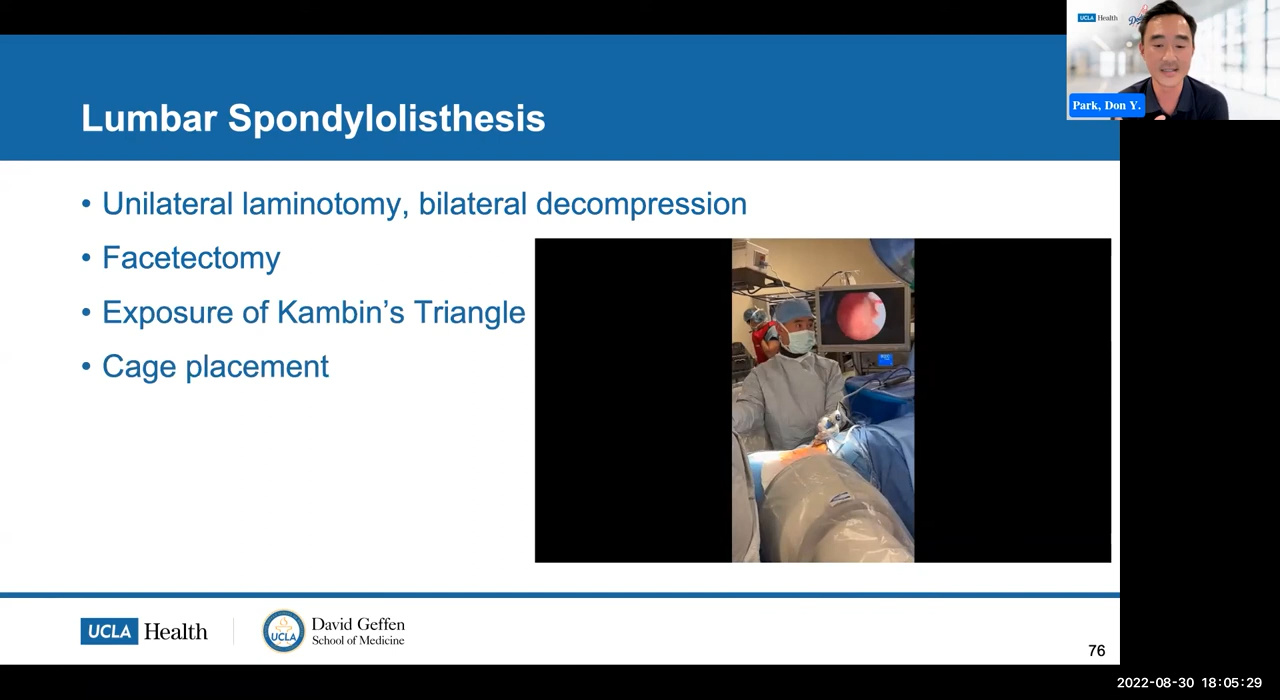 UCLA Health
Park, Don Y.
Lumbar Spondylolisthesis
• Unilateral laminotomy, bilateral decompression
• Facetectomy
• Exposure of Kambin’s Triangle
• Cage placement
UCLA Health
UCLA
David Geffen
School of Medicine
76
2022-08-30 18:05:29